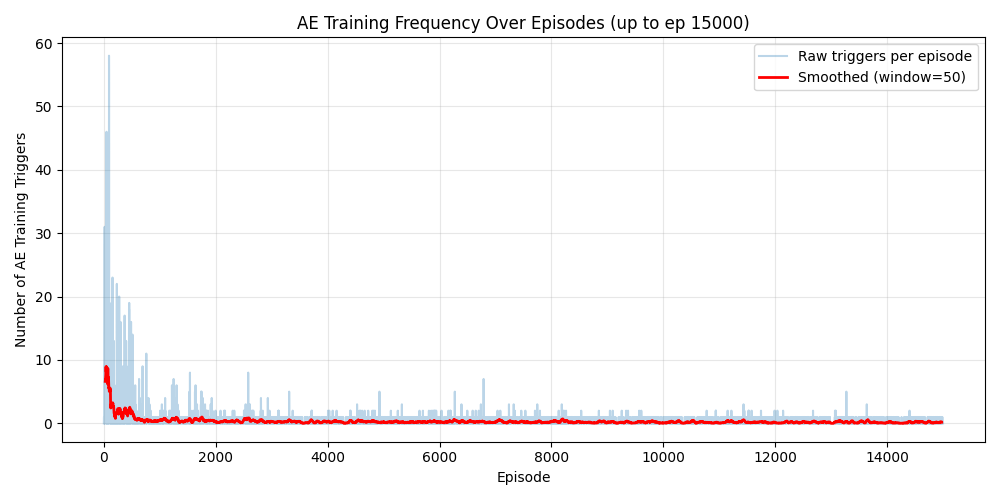 AE Training Frequency Over Episodes (up to ep 15000)
Raw triggers per episode
Smoothed (window=50)
Number of AE Training Triggers
60
50
40
30
20
10
0
0 2000 4000 6000 8000 10000 12000 14000
Episode